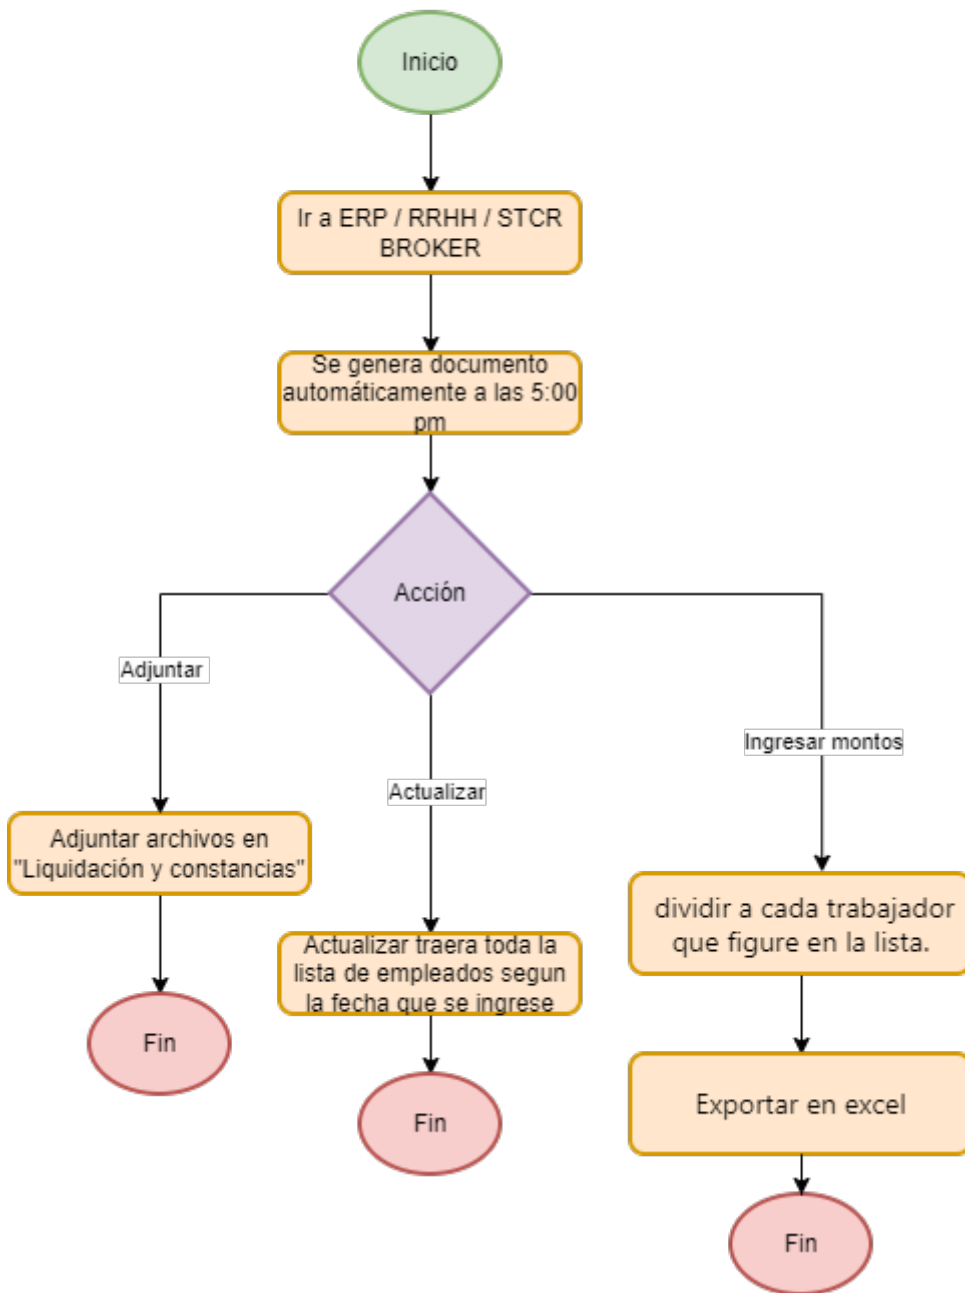 Inicio
Ir a ERP / RRHH / STCR
BROKER
Se genera documento
automáticamente a las 5:00
pm
Acción
Adjuntar
Ingresar montos
Actualizar
Adjuntar archivos en
"Liquidación y constancias"
dividir a cada trabajador
que figure en la lista.
Actualizar traera toda la
lista de empleados segun
la fecha que se ingrese
Fin
Exportar en excel
Fin
Fin